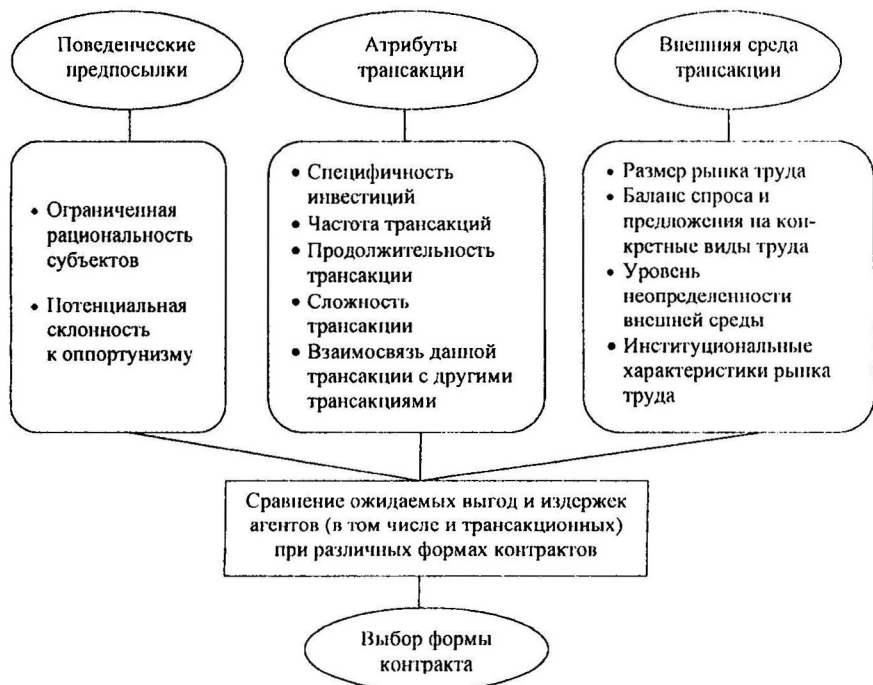 Поведенческие
предпосылки
Атрибуты
трансакции
Внешняя среда
трансакции
• Ограниченная
рациональность
субъектов
• Потенциальная
склонность
к оппортунизму
• Специфичность
инвестиций
• Частота трансакций
• Продолжительность
трансакции
• Сложность
трансакции
• Взаимосвязь данной
трансакции с другими
трансакциями
• Размер рынка труда
• Баланс спроса и
предложения на кон-
кретные виды труда
• Уровень
неопределенности
внешней среды
• Институциональные
характеристики рынка
труда
Сравнение ожидаемых выгод и издержек
агентов (в том числе и трансакционных)
при различных формах контрактов
Выбор формы
контракта